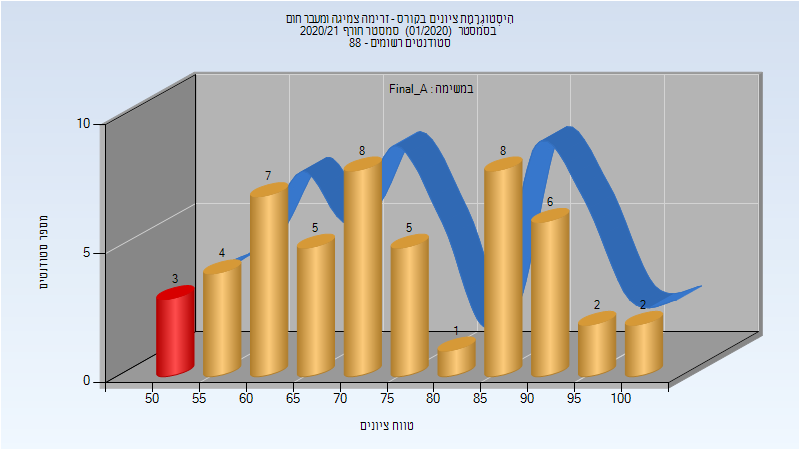 היסטוגרמת ציונים בקורס - זרימה צמיגה ומעבר חום
בסמסטר (01/2020) סמסטר חורף 2020/21
סטודנטים רשומים - 88
במשימה : Final_A
מספר סטודנטים
10
5
0
3
4
7
5
8
5
1
8
6
2
2
50 55 60 65 70 75 80 85 90 95 100
טווח ציונים